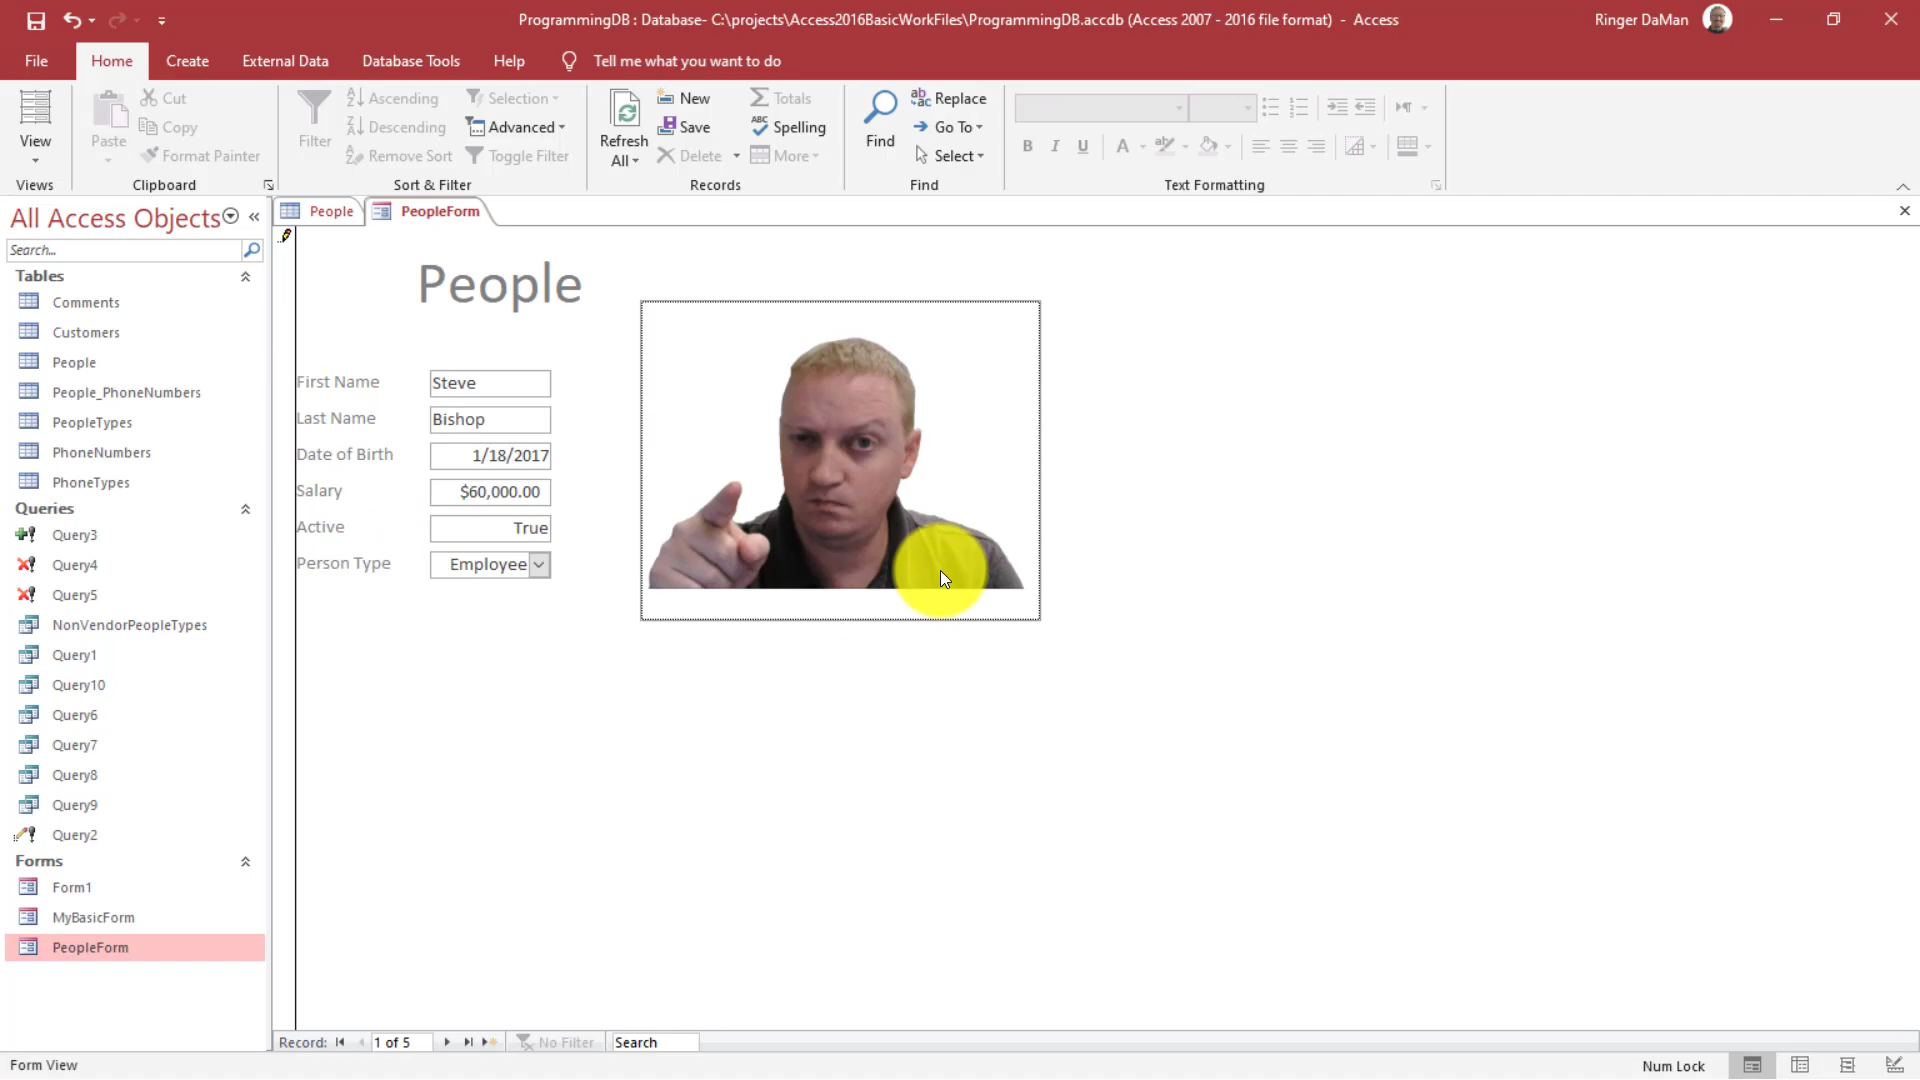 ProgrammingDB : Database- C:\projects\Access2016BasicWorkFiles\ProgrammingDB.accdb (Access 2007 - 2016 file format) - Access
Ringer DaMan
File Home Create External Data Database Tools Help Tell me what you want to do
View
Views
Paste
Cut
Copy
Format Painter
Clipboard
Filter
Ascending
Descending
Remove Sort
Selection
Advanced
Toggle Filter
Sort & Filter
Refresh
All
New
Save
Delete
Totals
Spelling
More
Records
Find
Replace
Go To
Select
Find
B I U A
Text Formatting
All Access Objects
Search...
Tables
Comments
Customers
People
People_PhoneNumbers
PeopleTypes
PhoneNumbers
PhoneTypes
Queries
Query3
Query4
Query5
NonVendorPeopleTypes
Query1
Query10
Query6
Query7
Query8
Query9
Query2
Forms
Form1
MyBasicForm
PeopleForm
People PeopleForm
People
First Name Steve
Last Name Bishop
Date of Birth 1/18/2017
Salary $60,000.00
Active True
Person Type Employee
Record: 1 of 5 No Filter Search
Form View
Num Lock